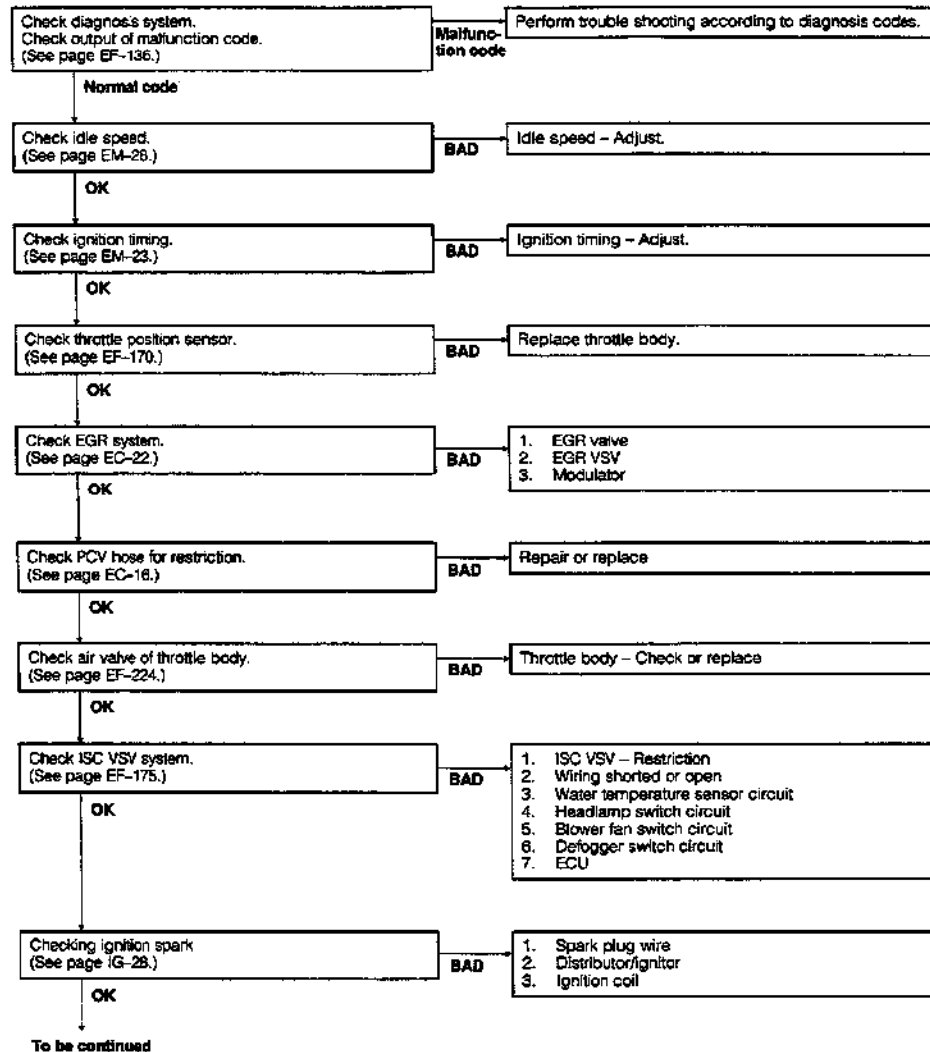 Check diagnosis system.
Check output of malfunction code.
(See page EF-136.)
Malfunc-
tion code
Perform trouble shooting according to diagnosis codes.
Normal code
Check idle speed.
(See page EM-28.)
BAD
Idle speed – Adjust.
OK
Check ignition timing.
(See page EM-23.)
BAD
Ignition timing – Adjust.
OK
Check throttle position sensor.
(See page EF-170.)
BAD
Replace throttle body.
OK
Check EGR system.
(See page EC-22.)
BAD
1. EGR valve
2. EGR VSV
3. Modulator
OK
Check PCV hose for restriction.
(See page EC-16.)
BAD
Repair or replace
OK
Check air valve of throttle body.
(See page EF-224.)
BAD
Throttle body – Check or replace
OK
Check ISC VSV system.
(See page EF-175.)
BAD
1. ISC VSV – Restriction
2. Wiring shorted or open
3. Water temperature sensor circuit
4. Headlamp switch circuit
5. Blower fan switch circuit
6. Defogger switch circuit
7. ECU
OK
Checking ignition spark
(See page IG-28.)
BAD
1. Spark plug wire
2. Distributor/ignitor
3. Ignition coil
OK
To be continued